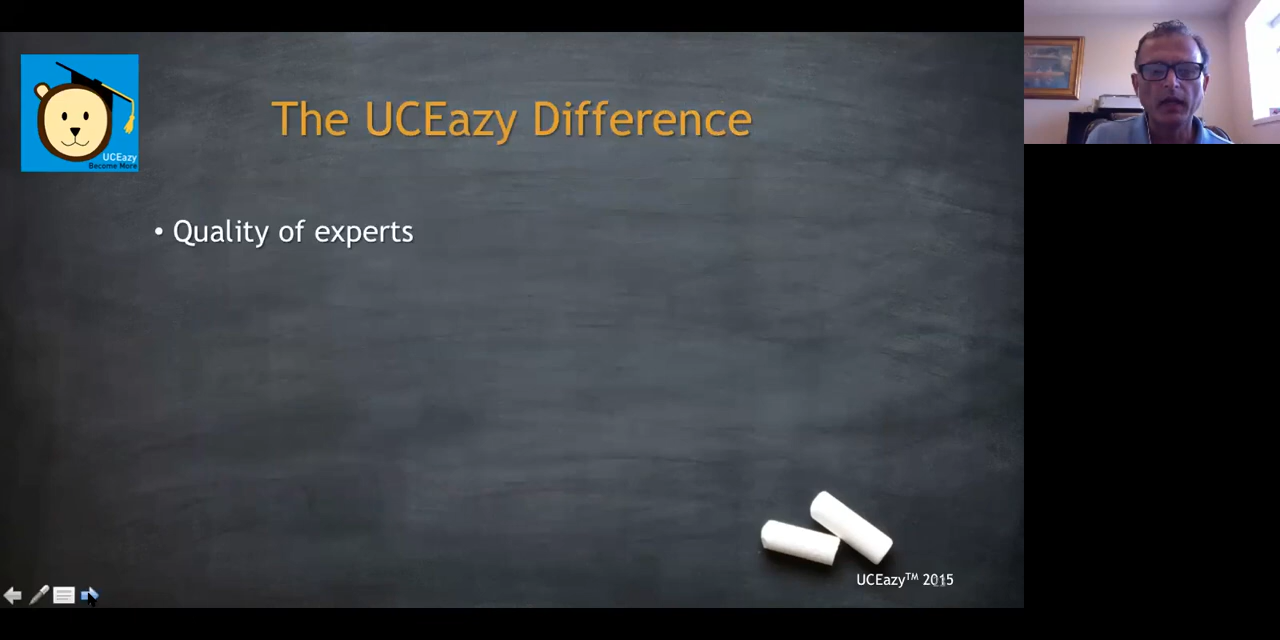 UCEazy
Become More
The UCEazy Difference
• Quality of experts
UCEazy™ 2015